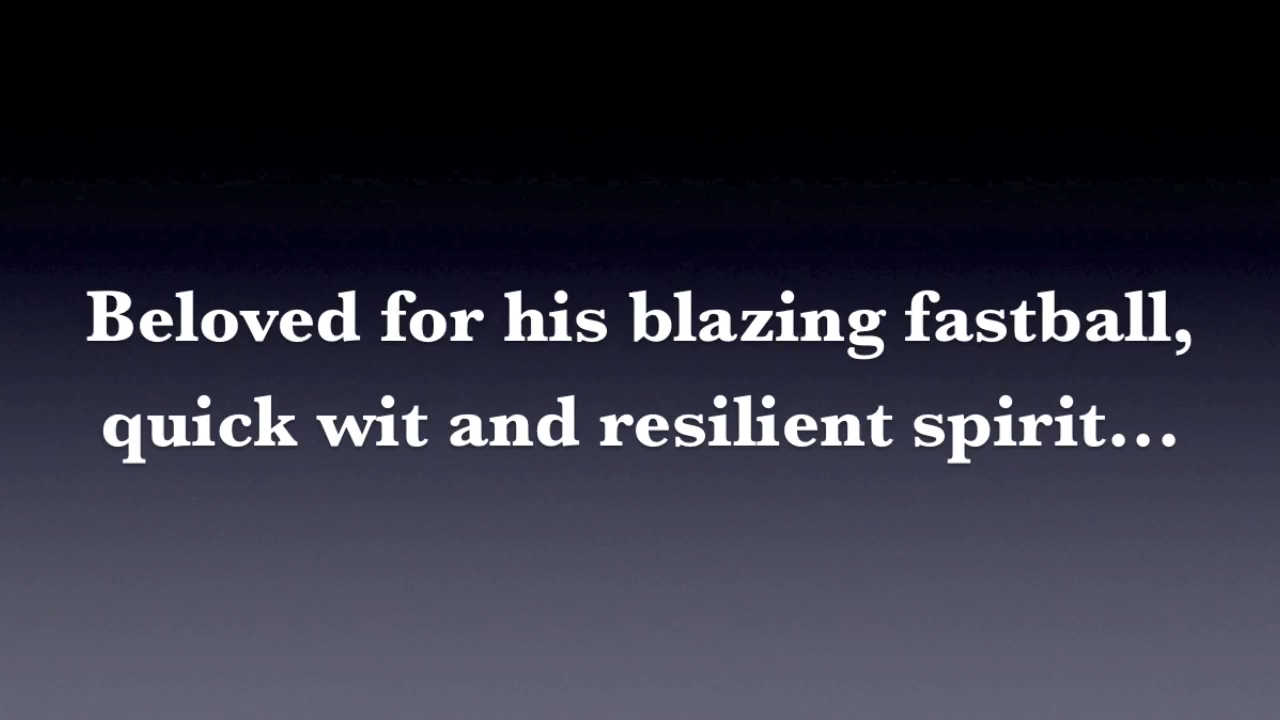 Beloved for his blazing fastball,
quick wit and resilient spirit...